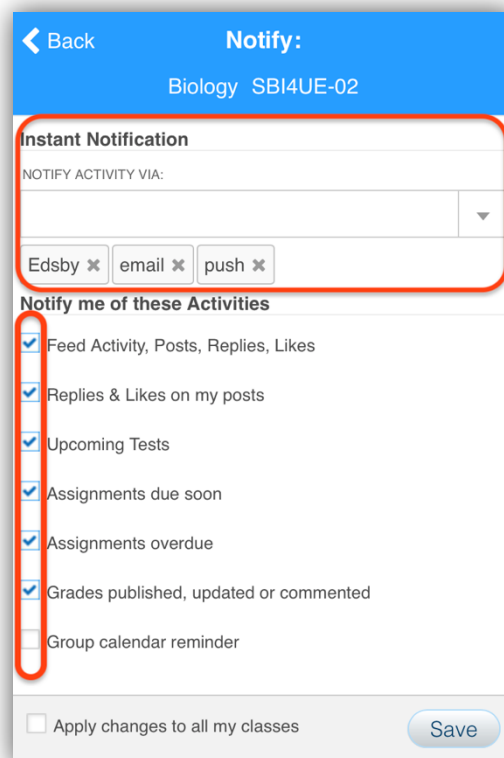 Back Notify:
Biology SBI4UE-02
Instant Notification
NOTIFY ACTIVITY VIA:
Edsby email push
Notify me of these Activities
Feed Activity, Posts, Replies, Likes
Replies & Likes on my posts
Upcoming Tests
Assignments due soon
Assignments overdue
Grades published, updated or commented
Group calendar reminder
Apply changes to all my classes Save